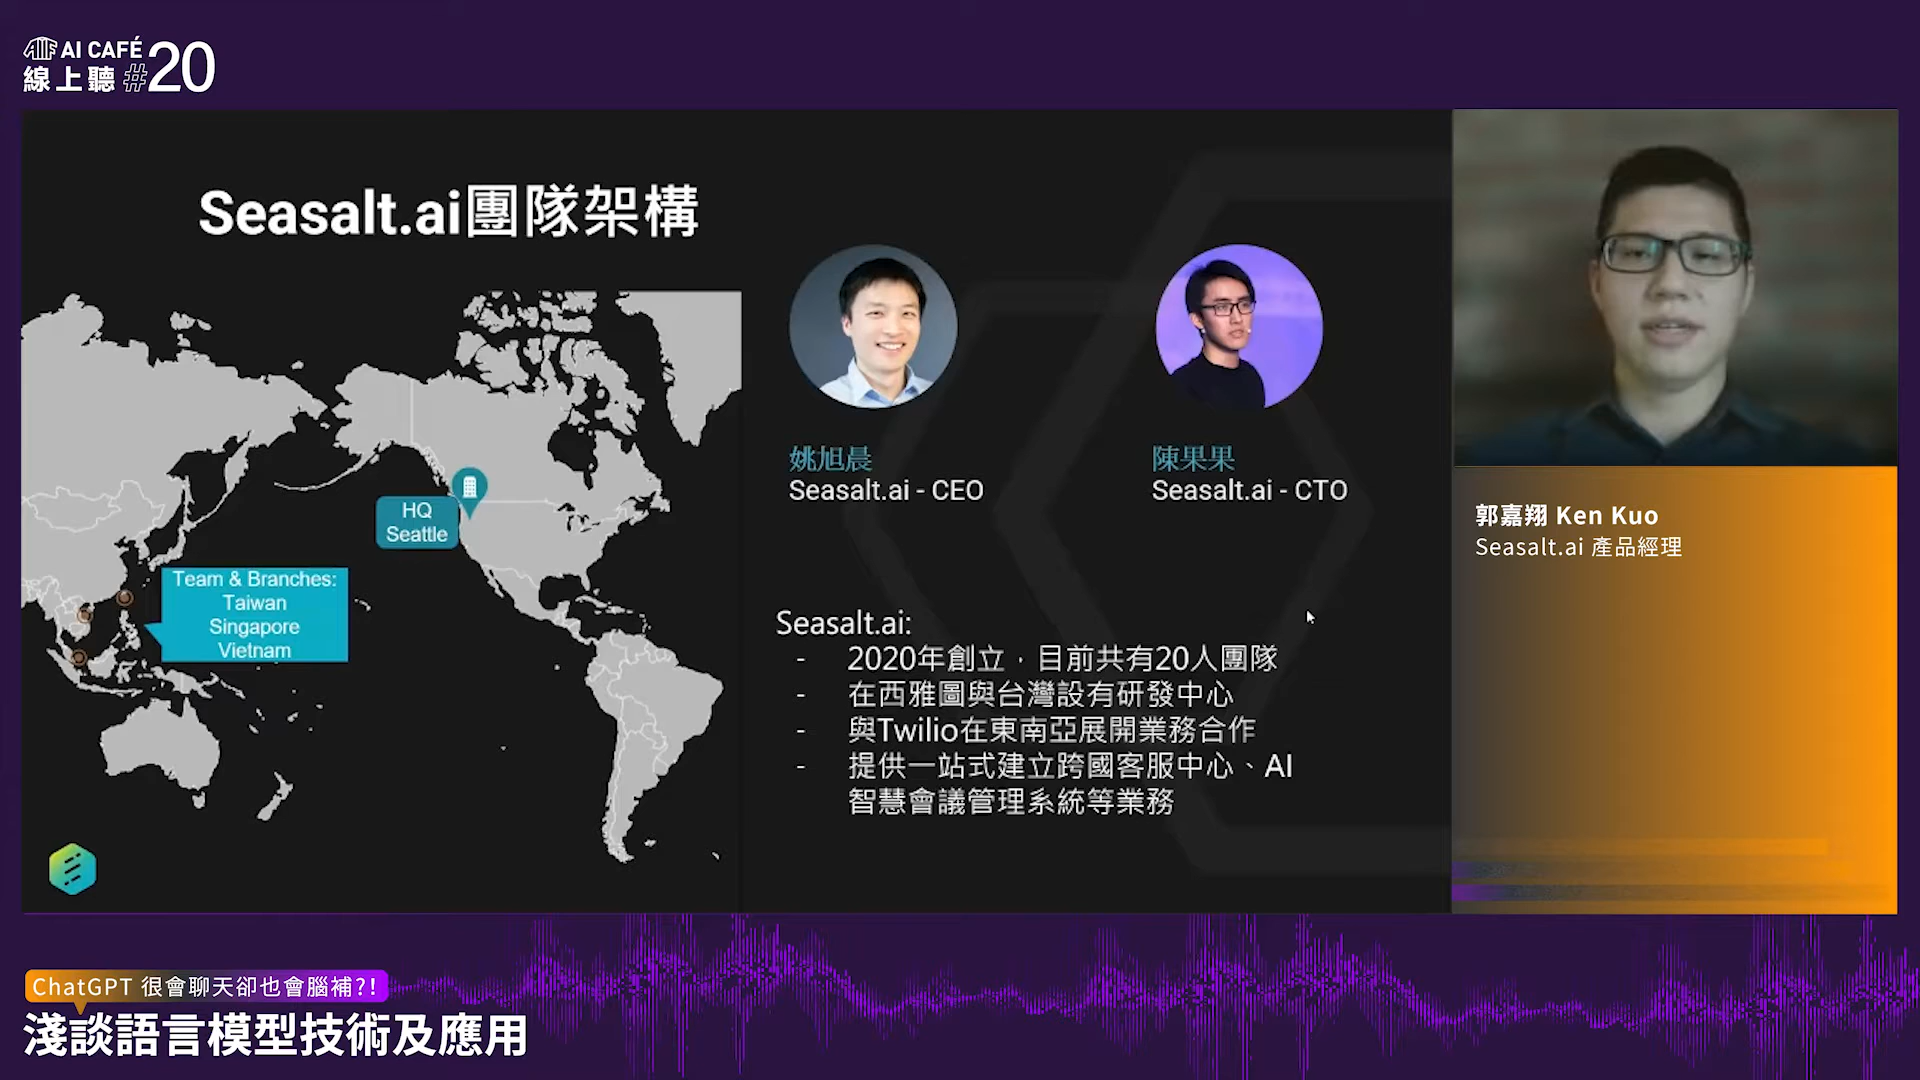 AIF AI CAFÉ
線上聽 #20
Seasalt.ai團隊架構
HQ
Seattle
Team & Branches:
Taiwan
Singapore
Vietnam
姚旭晨
Seasalt.ai - CEO
陳果果
Seasalt.ai - CTO
Seasalt.ai:
- 2020年創立，目前共有20人團隊
- 在西雅圖與台灣設有研發中心
- 與Twilio在東南亞展開業務合作
- 提供一站式建立跨國客服中心、AI
智慧會議管理系統等業務
郭嘉翔 Ken Kuo
Seasalt.ai 產品經理
ChatGPT 很會聊天卻也會腦補?!
淺談語言模型技術及應用